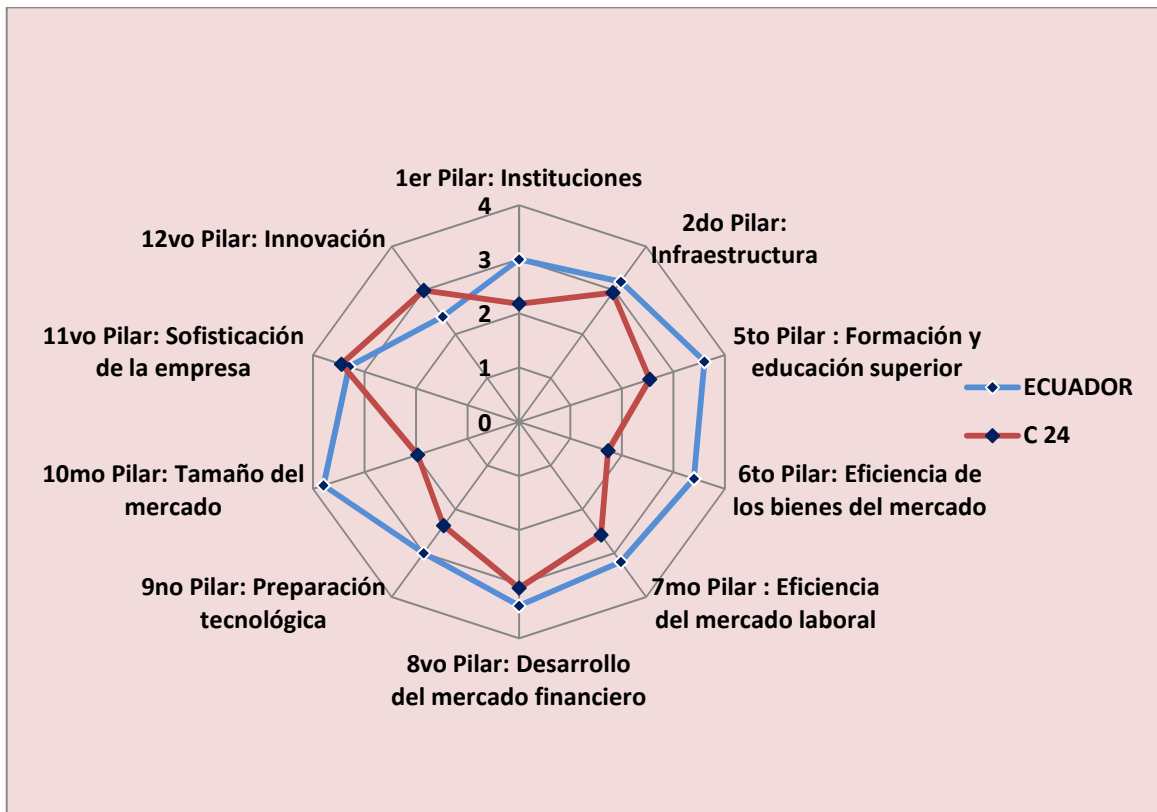 1er Pilar: Instituciones
2do Pilar:
Infraestructura
5to Pilar : Formación y
educación superior
6to Pilar: Eficiencia de
los bienes del mercado
7mo Pilar : Eficiencia
del mercado laboral
8vo Pilar: Desarrollo
del mercado financiero
9no Pilar: Preparación
tecnológica
10mo Pilar: Tamaño del
mercado
11vo Pilar: Sofisticación
de la empresa
12vo Pilar: Innovación
4
3
2
1
0
ECUADOR
C 24